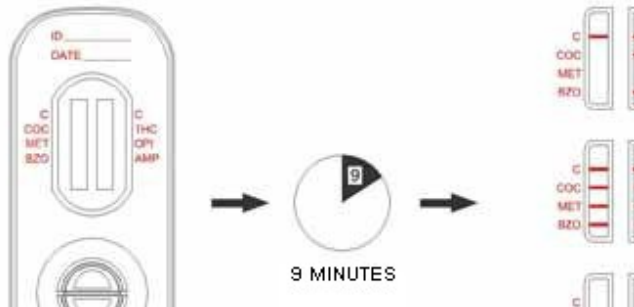 ID
DATE
C
COC
MET
BZO
C
THC
OPI
AMP
9
9 MINUTES
C
COC
MET
BZO
C
COC
MET
BZO
C